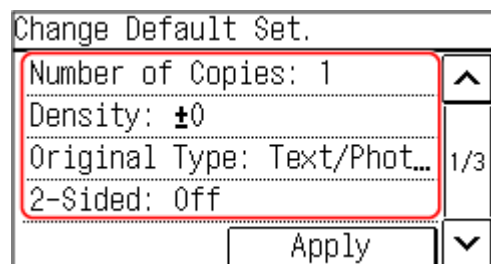 Change Default Set.
Number of Copies: 1
Density: ±0
Original Type: Text/Phot…
1/3
2-Sided: Off
Apply